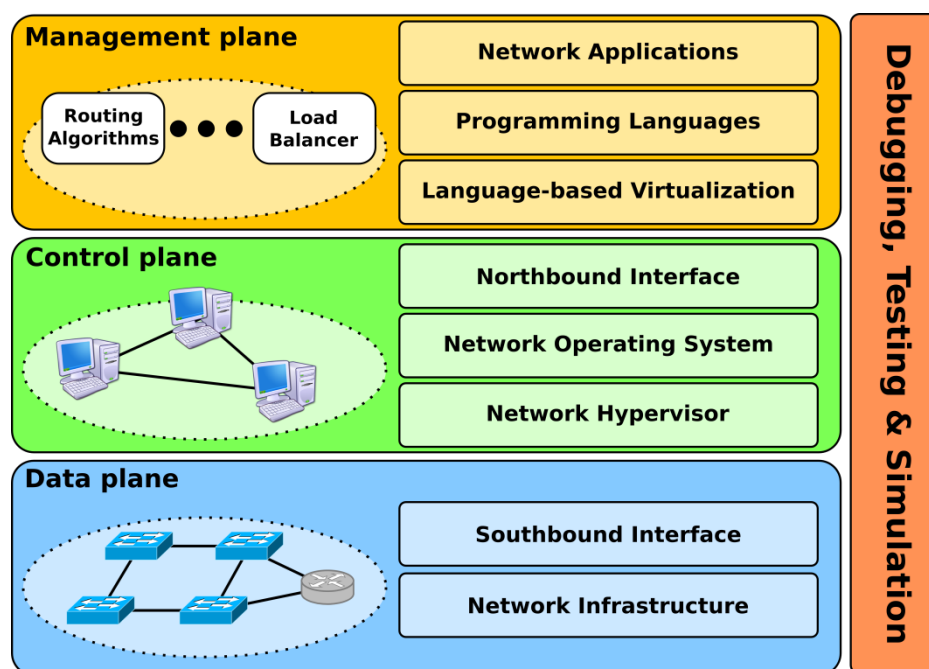 Management plane
Routing
Algorithms
Load
Balancer
Network Applications
Programming Languages
Language-based Virtualization
Control plane
Northbound Interface
Network Operating System
Network Hypervisor
Data plane
Southbound Interface
Network Infrastructure
Debugging, Testing & Simulation